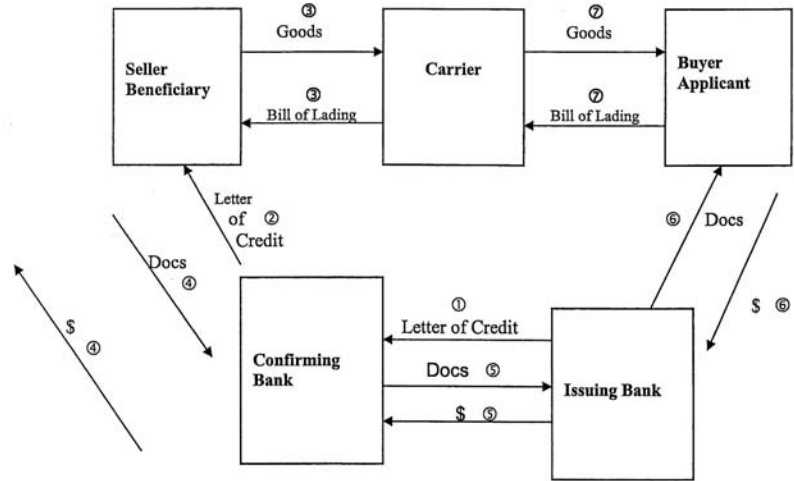 ③
Goods
⑦
Goods
Seller
Beneficiary
Carrier
Buyer
Applicant
③
Bill of Lading
⑦
Bill of Lading
Letter
of ②
Credit
⑥ Docs
Docs
④
$
④
①
Letter of Credit
$ ⑥
Confirming
Bank
Docs ⑤
Issuing Bank
$ ⑤